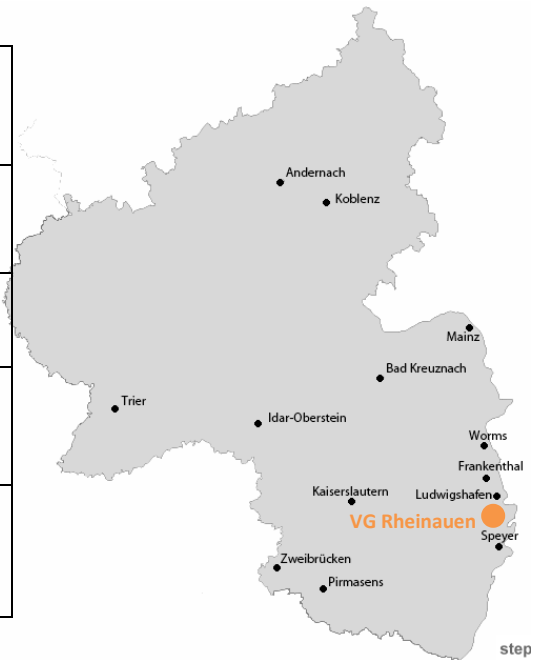 Andernach
Koblenz
Mainz
Bad Kreuznach
Trier
Idar-Oberstein
Worms
Frankenthal
Kaiserslautern
Ludwigshafen
VG Rheinauen
Speyer
Zweibrücken
Pirmasens
step